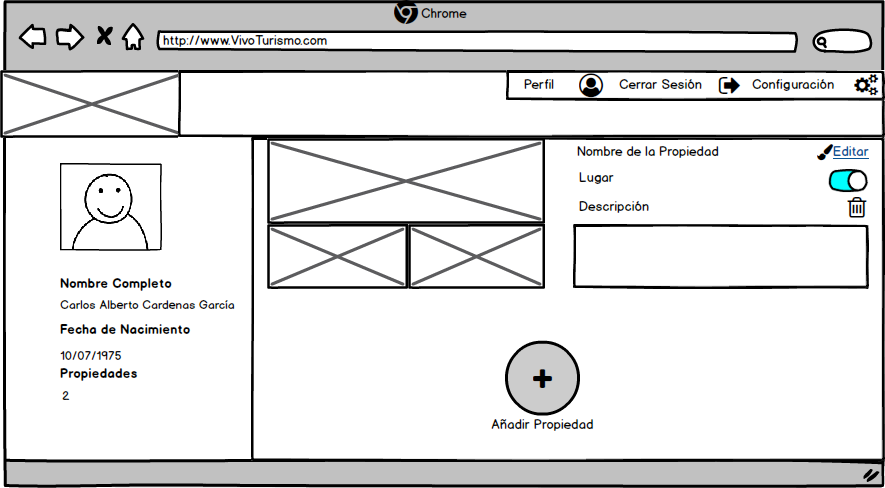 Chrome
http://www.VivoTurismo.com
Perfil Cerrar Sesión Configuración
Nombre Completo
Carlos Alberto Cardenas García
Fecha de Nacimiento
10/07/1975
Propiedades
2
Nombre de la Propiedad Editar
Lugar
Descripción
Añadir Propiedad